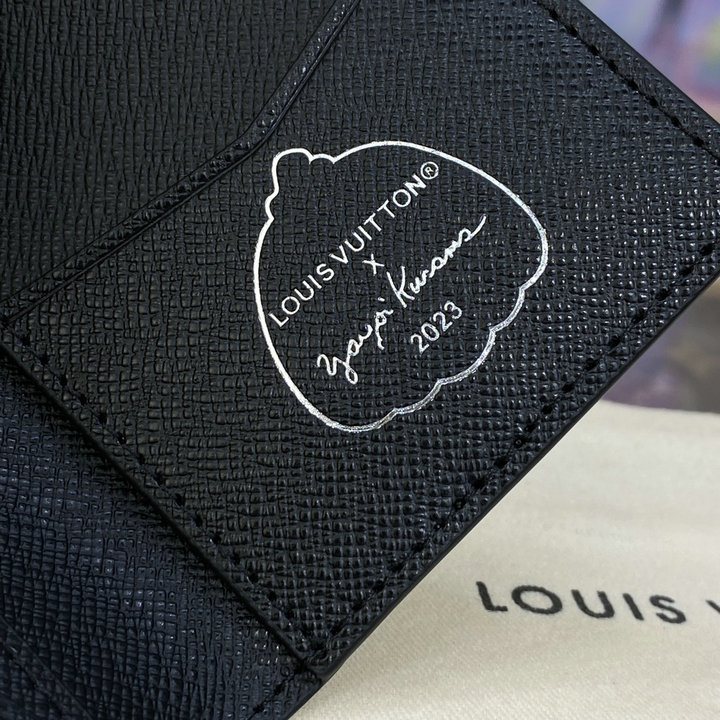 LOUIS VUITTON®
x
Yayoi Kusama
2023
LOUIS V